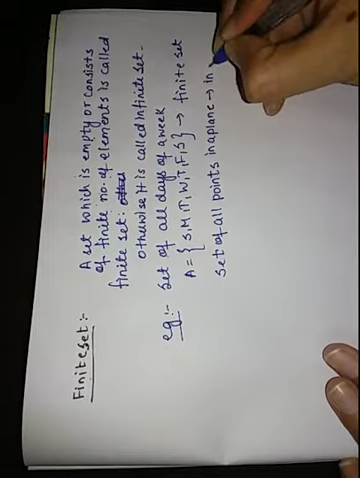 Finite set :-
A set which is empty or consists
of finite no. of elements is called
finite set:
otherwise it is called infinite set.
eg:- Set of all days of a week
A = { S, M, T, W, T, F, S } → finite set
Set of all points in a plane → in